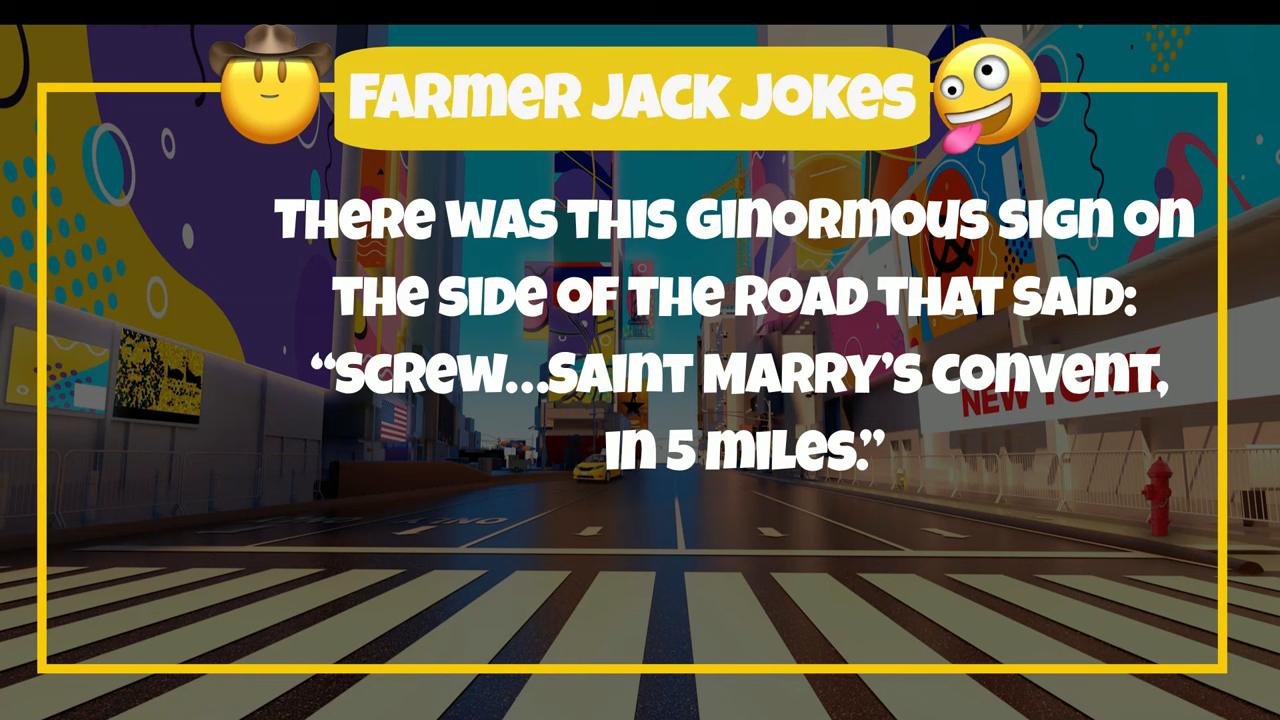 FARMER JACK JOKES
THERE WAS THIS GINORMOUS SIGN ON
THE SIDE OF THE ROAD THAT SAID:
“SCREW...SAINT MARRY’S CONVENT,
IN 5 MILES.”
NEW YORK